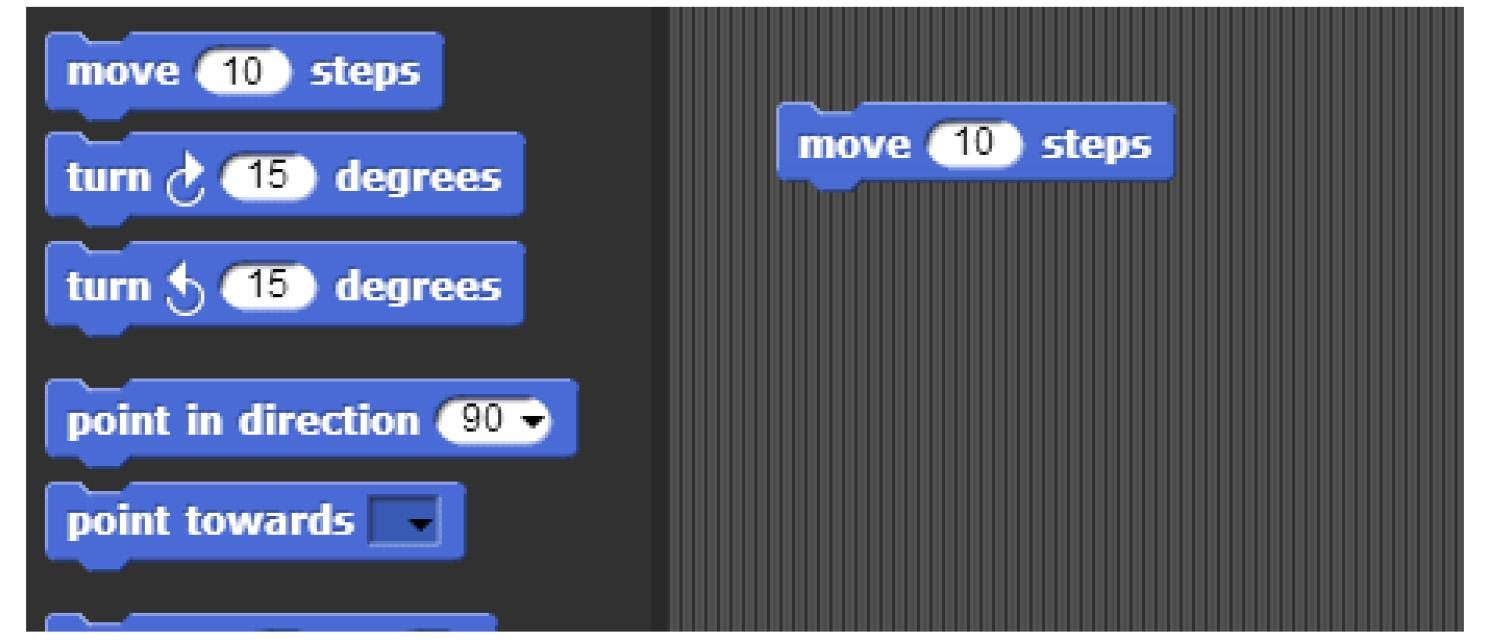 move 10 steps
turn 15 degrees
turn 15 degrees
point in direction 90
point towards
move 10 steps